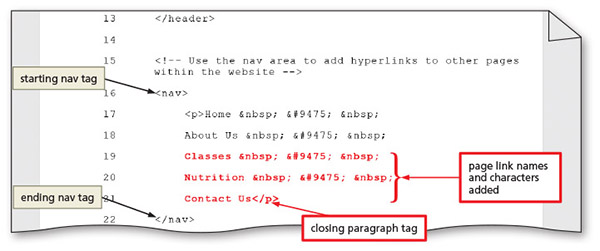 13 </header>
14
15 <!-- Use the nav area to add hyperlinks to other pages
within the website -->
starting nav tag
16 <nav>
17 <p>Home &nbsp; &#9475; &nbsp;
18 About Us &nbsp; &#9475; &nbsp;
19 Classes &nbsp; &#9475; &nbsp;
20 Nutrition &nbsp; &#9475; &nbsp;
page link names
and characters
added
ending nav tag
21 Contact Us</p>
22 </nav>
closing paragraph tag